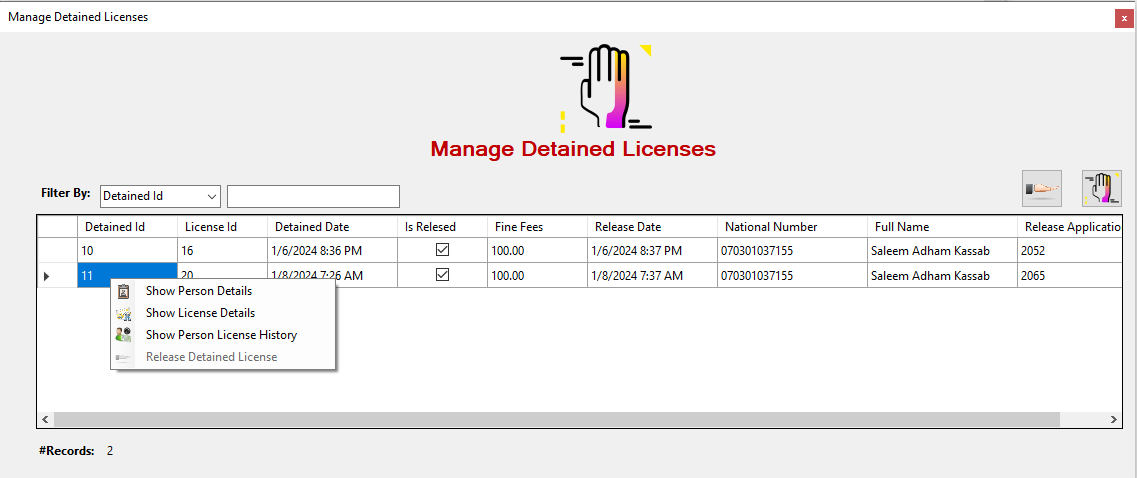 Manage Detained Licenses
Manage Detained Licenses
Filter By: Detained Id
Detained Id License Id Detained Date Is Relesed Fine Fees Release Date National Number Full Name Release Applicatio
10 16 1/6/2024 8:36 PM 100.00 1/6/2024 8:37 PM 070301037155 Saleem Adham Kassab 2052
11 20 1/8/2024 7:26 AM 100.00 1/8/2024 7:37 AM 070301037155 Saleem Adham Kassab 2065
Show Person Details
Show License Details
Show Person License History
Release Detained License
#Records: 2